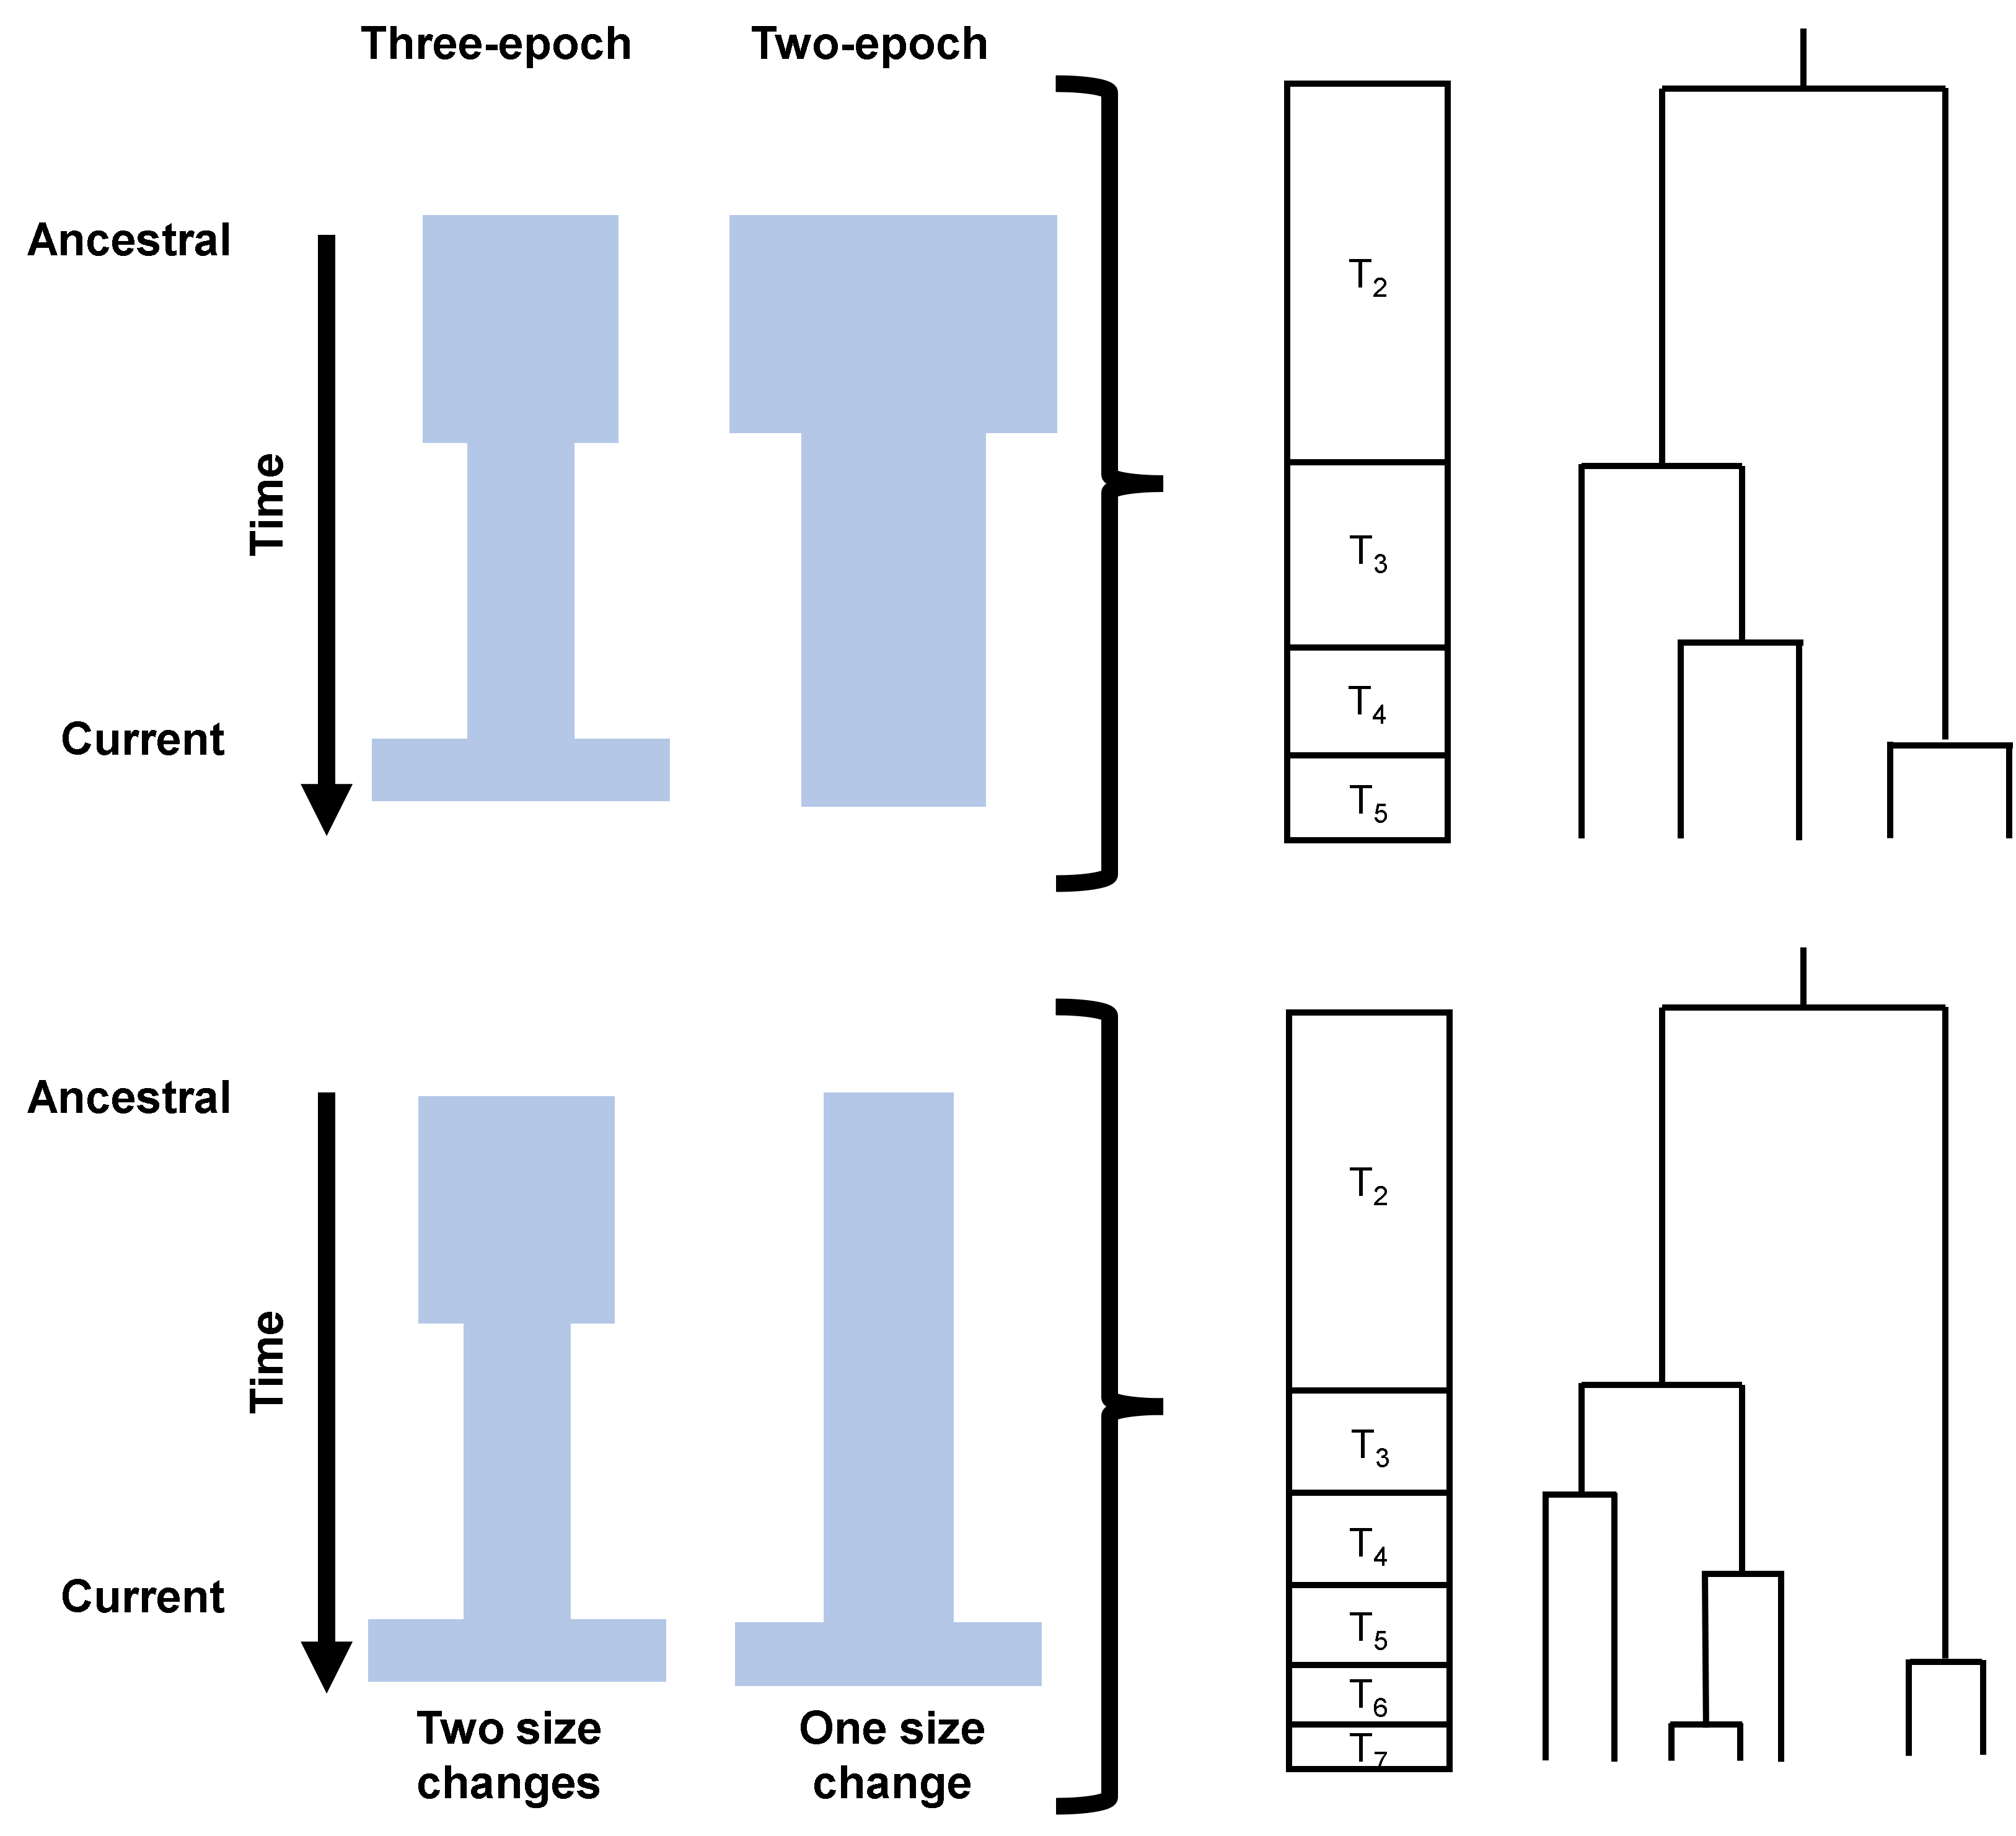 Three-epoch
Two-epoch
Ancestral
Time
Current
T2
T3
T4
T5
Ancestral
Time
Current
Two size
changes
One size
change
T2
T3
T4
T5
T6
T7